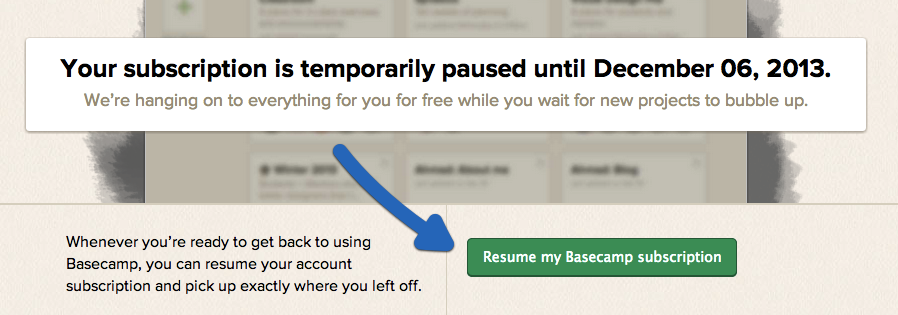 Your subscription is temporarily paused until December 06, 2013.
We're hanging on to everything for you for free while you wait for new projects to bubble up.
Whenever you're ready to get back to using
Basecamp, you can resume your account
subscription and pick up exactly where you left off.
Resume my Basecamp subscription